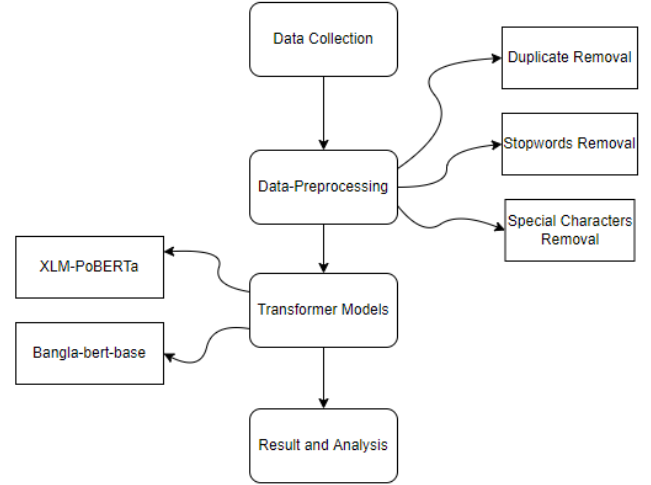 Data Collection
Duplicate Removal
Stopwords Removal
Data-Preprocessing
Special Characters
Removal
XLM-PoBERTa
Transformer Models
Bangla-bert-base
Result and Analysis